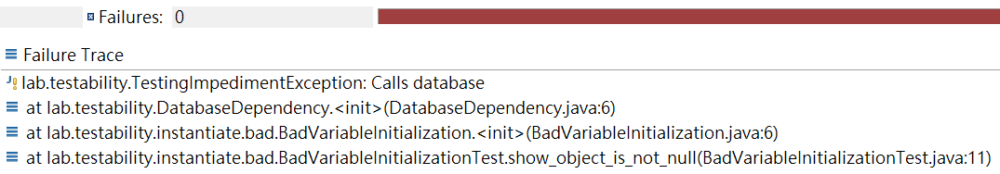 Failures: 0
Failure Trace
lab.testability.TestingImpedimentException: Calls database
at lab.testability.DatabaseDependency.<init>(DatabaseDependency.java:6)
at lab.testability.instantiate.bad.BadVariableInitialization.<init>(BadVariableInitialization.java:6)
at lab.testability.instantiate.bad.BadVariableInitializationTest.show_object_is_not_null(BadVariableInitializationTest.java:11)